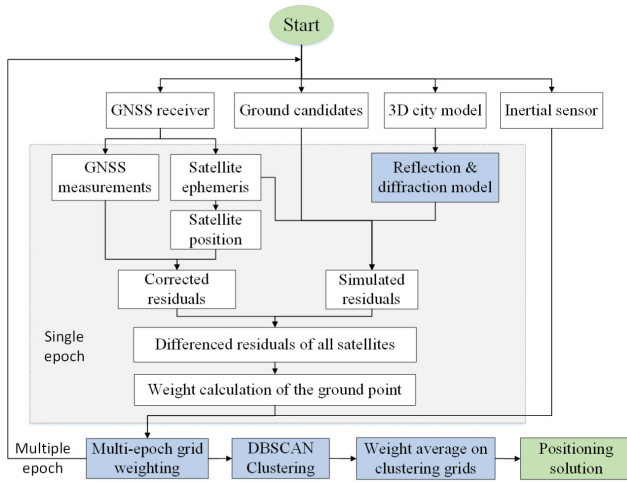 Start
GNSS receiver
Ground candidates
3D city model
Inertial sensor
GNSS
measurements
Satellite
ephemeris
Reflection &
diffraction model
Satellite
position
Corrected
residuals
Simulated
residuals
Single
epoch
Differenced residuals of all satellites
Weight calculation of the ground point
Multiple
epoch
Multi-epoch grid
weighting
DBSCAN
Clustering
Weight average on
clustering grids
Positioning
solution